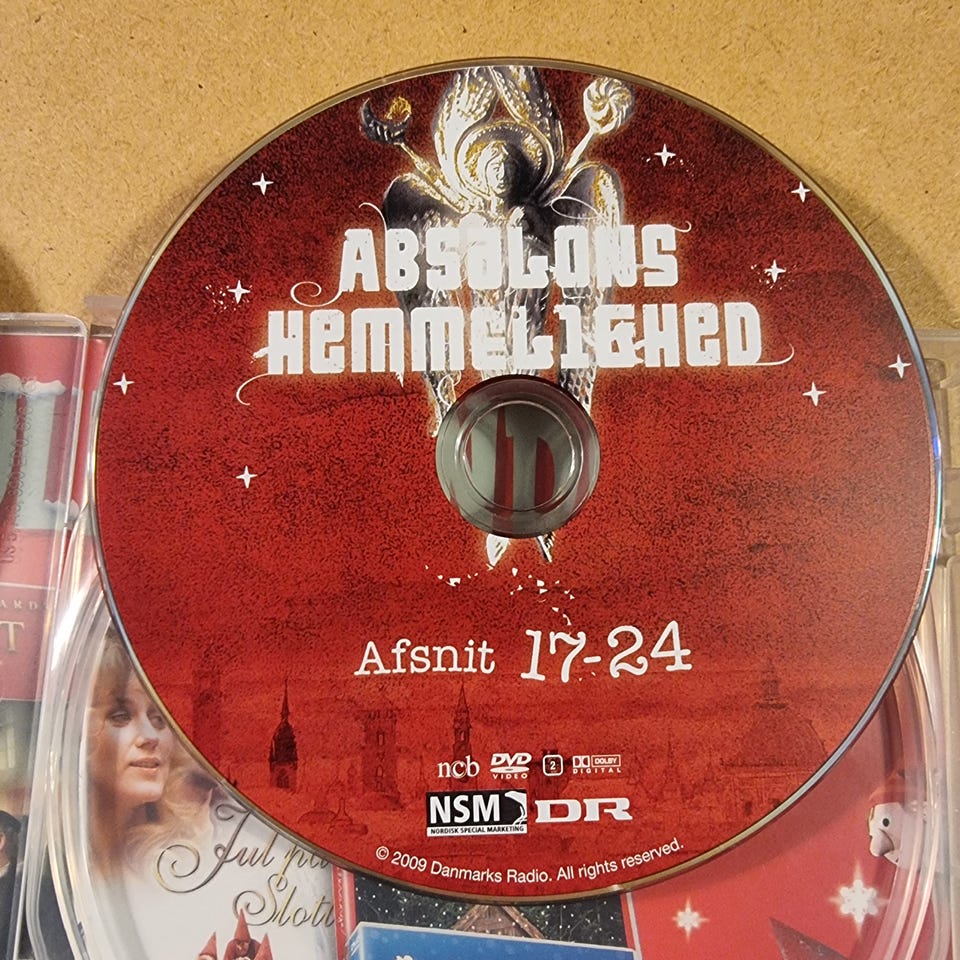 ABSALONS
HEMMELIGHED
Afsnit 17-24
ncb DVD VIDEO 2 DOLBY DIGITAL
NSM DR
NORDISK SPECIAL MARKETING
© 2009 Danmarks Radio. All rights reserved.
Jul på
Slott